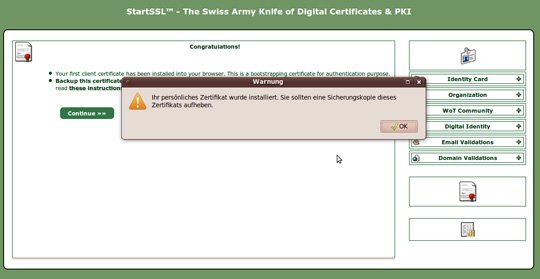 StartSSL™ - The Swiss Army Knife of Digital Certificates & PKI
Congratulations!
Your first client certificate has been installed into your browser. This is a bootstrapping certificate for authentication purpose.
Backup this certificate
read these instruction
Continue »»
Warnung
Ihr persönliches Zertifikat wurde installiert. Sie sollten eine Sicherungskopie dieses
Zertifikats aufheben.
OK
Identity Card
Organization
WoT Community
Digital Identity
Email Validations
Domain Validations